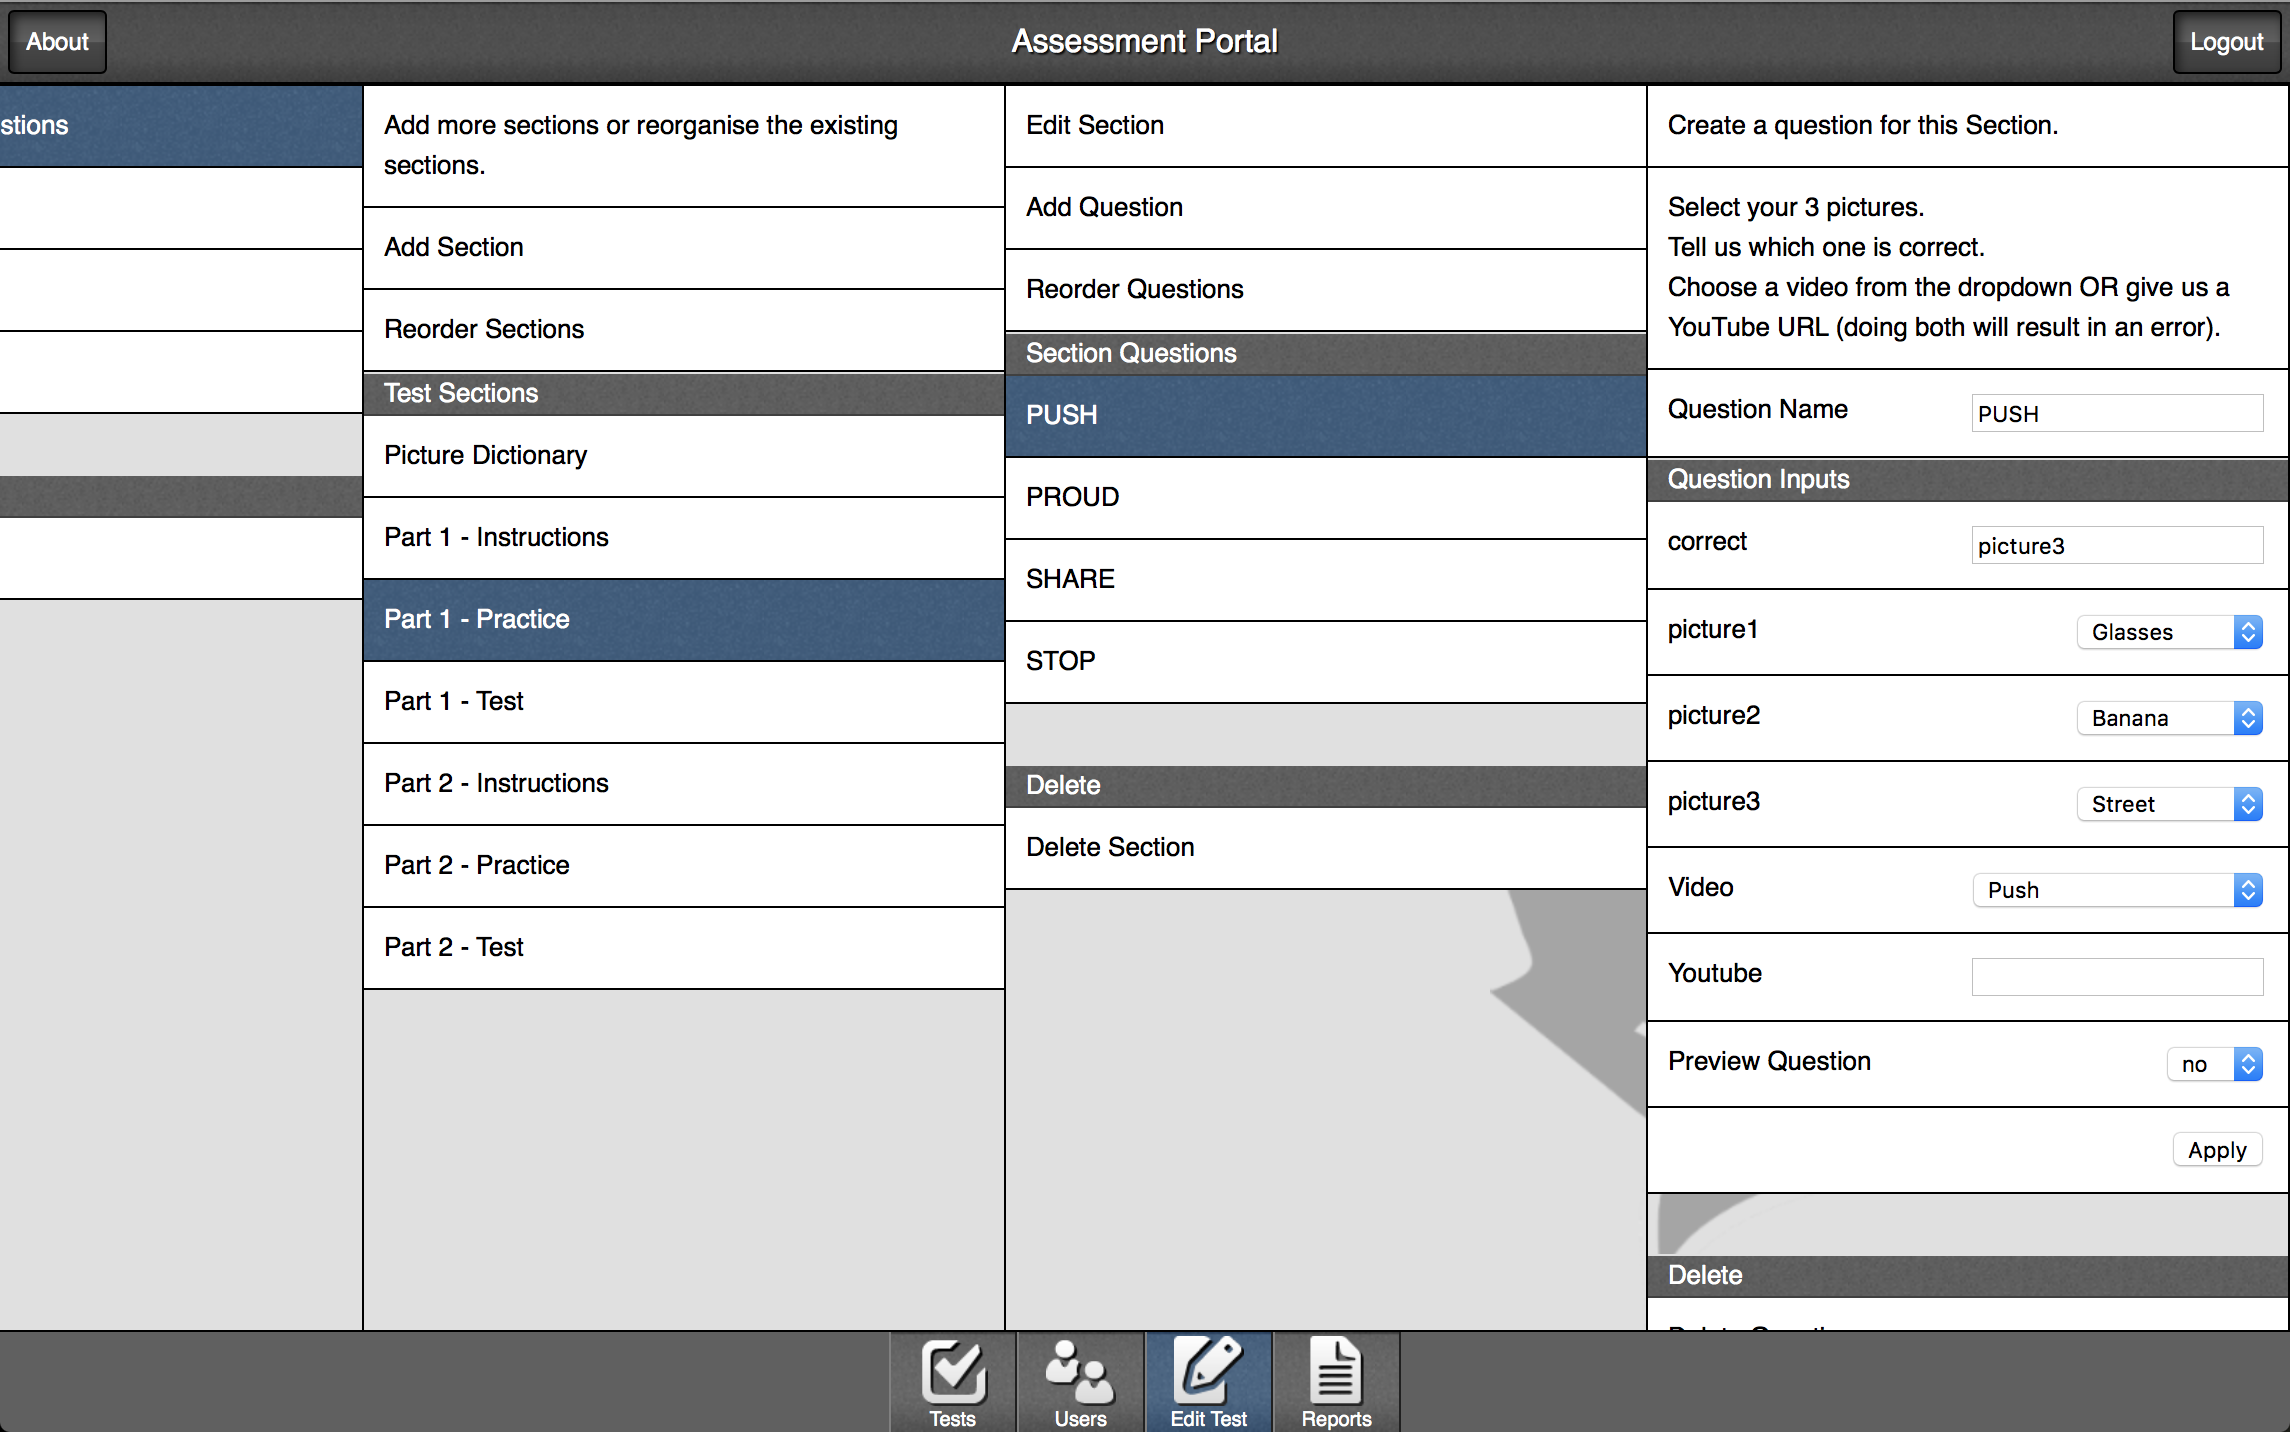 About
Assessment Portal
Logout
stions
Add more sections or reorganise the existing
sections.
Add Section
Reorder Sections
Test Sections
Picture Dictionary
Part 1 - Instructions
Part 1 - Practice
Part 1 - Test
Part 2 - Instructions
Part 2 - Practice
Part 2 - Test
Edit Section
Add Question
Reorder Questions
Section Questions
PUSH
PROUD
SHARE
STOP
Delete
Delete Section
Create a question for this Section.
Select your 3 pictures.
Tell us which one is correct.
Choose a video from the dropdown OR give us a
YouTube URL (doing both will result in an error).
Question Name PUSH
Question Inputs
correct picture3
picture1 Glasses
picture2 Banana
picture3 Street
Video Push
Youtube
Preview Question no
Apply
Delete
Tests
Users
Edit Test
Reports